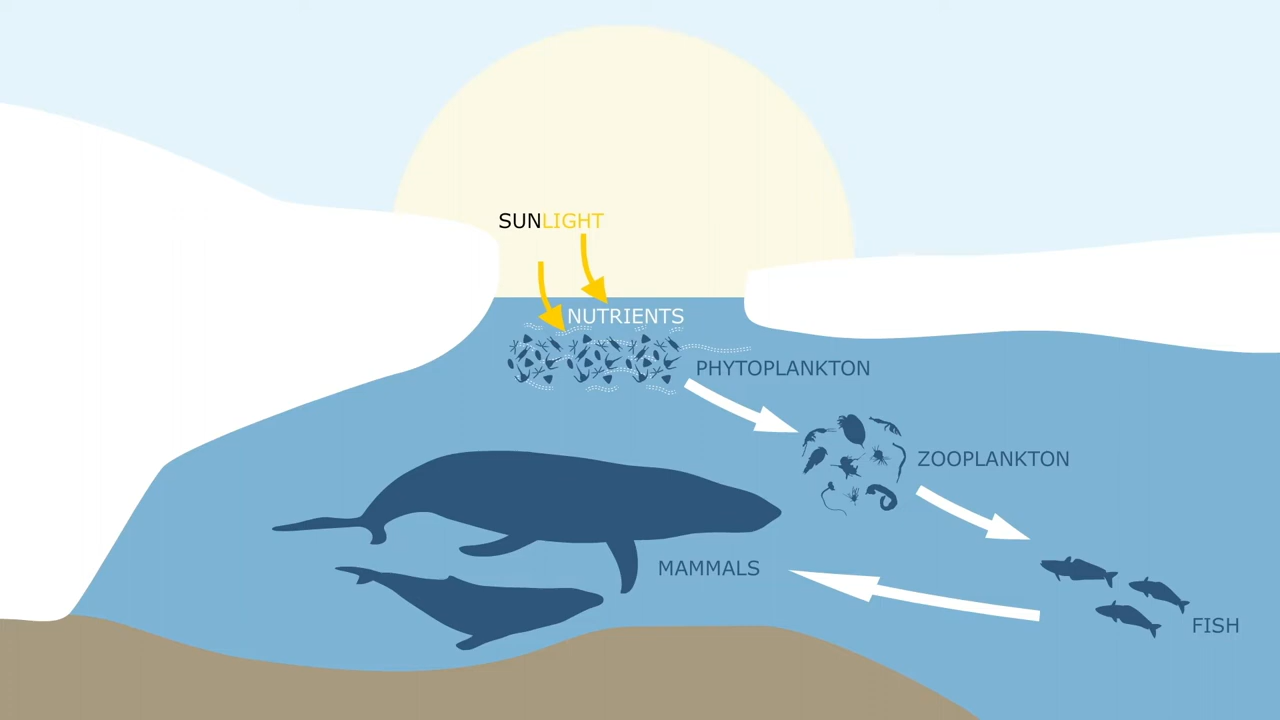 SUNLIGHT
NUTRIENTS
PHYTOPLANKTON
ZOOPLANKTON
MAMMALS
FISH